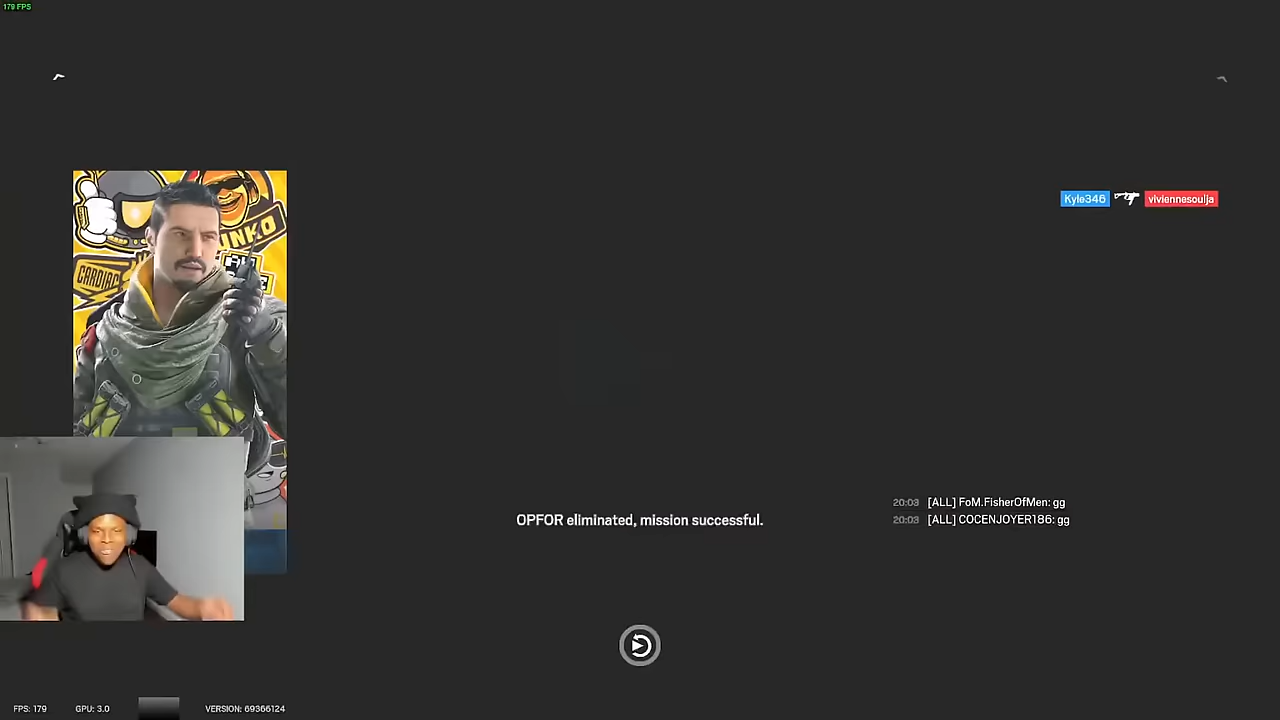 179 FPS
CARDIAC
Kyle346
viviennesoulja
20:03 [ALL] FoM.FisherOfMen: gg
OPFOR eliminated, mission successful.
20:03 [ALL] COCENJOYER186: gg
FPS: 179
GPU: 3.0
VERSION: 69366124